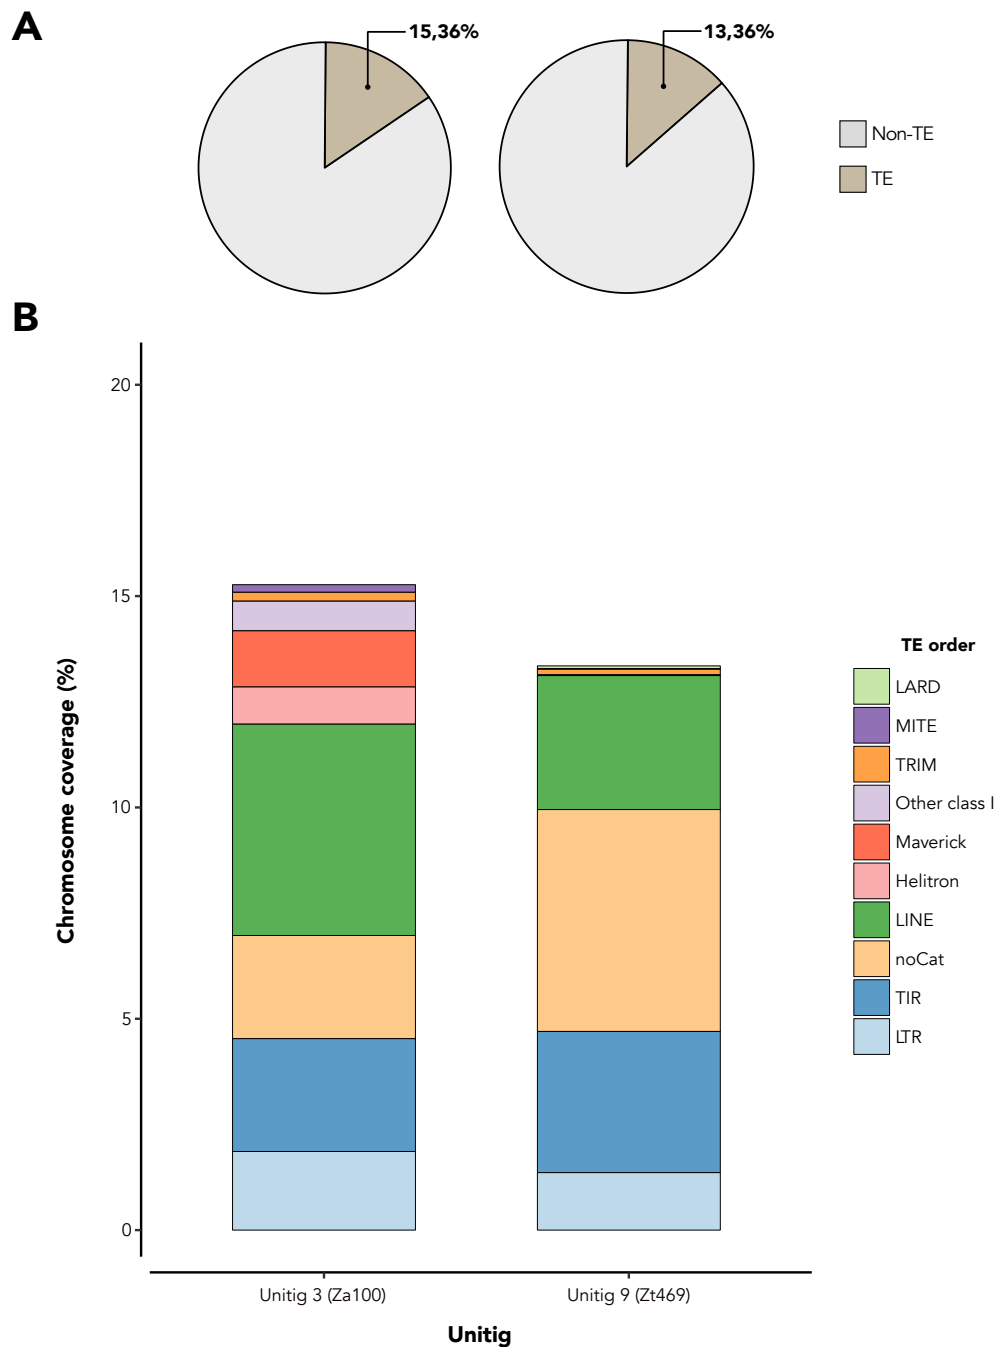 A
15,36%
13,36%
Non-TE
TE
B
20
15
10
5
0
Chromosome coverage (%)
Unitig 3 (Za100)
Unitig 9 (Zt469)
Unitig
TE order
LARD
MITE
TRIM
Other class I
Maverick
Helitron
LINE
noCat
TIR
LTR